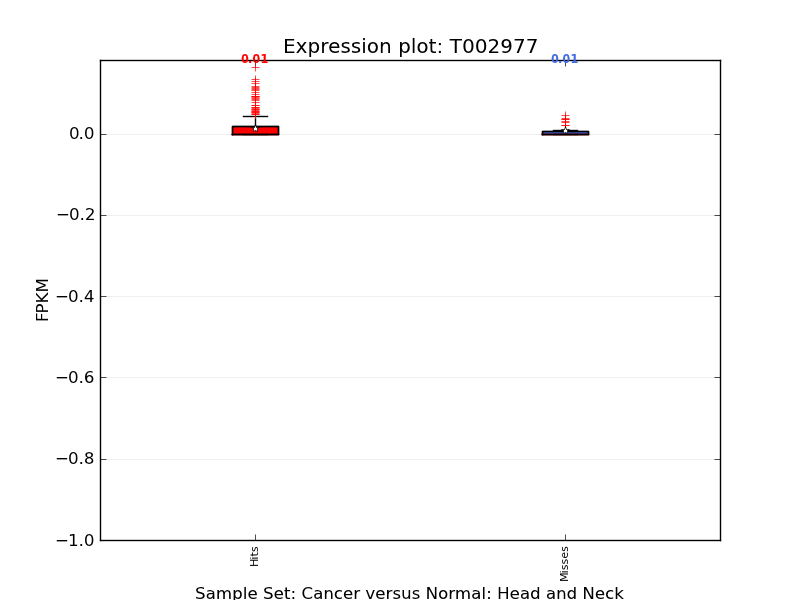 Expression plot: T002977
0.01
0.01
0.0
−0.2
−0.4
−0.6
−0.8
−1.0
FPKM
Hits
Misses
Sample Set: Cancer versus Normal: Head and Neck